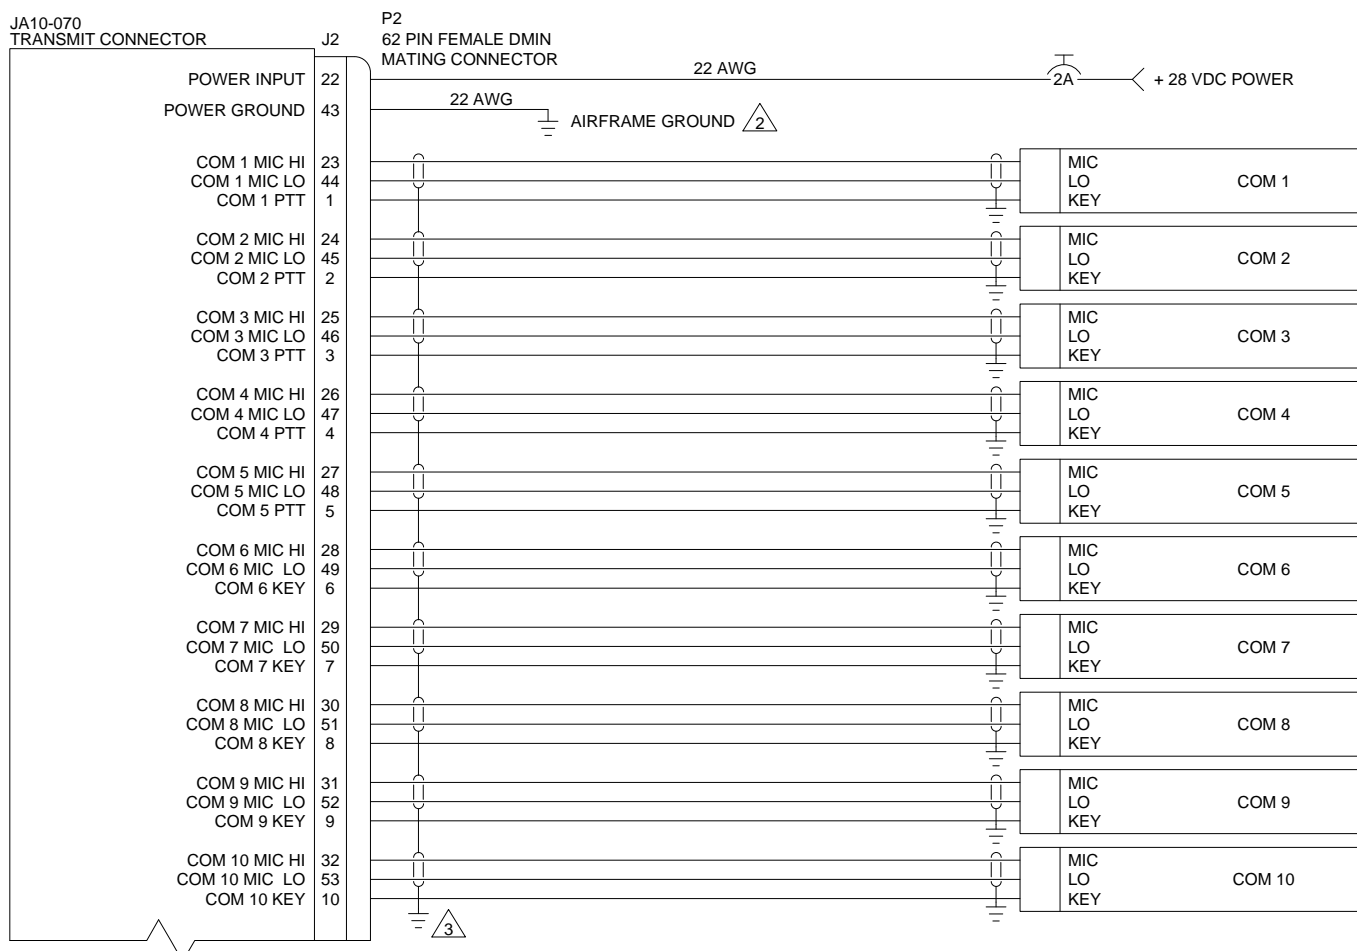 JA10-070
TRANSMIT CONNECTOR
J2
P2
62 PIN FEMALE DMIN
MATING CONNECTOR
POWER INPUT 22 22 AWG 2A + 28 VDC POWER
POWER GROUND 43 22 AWG
AIRFRAME GROUND 2
COM 1 MIC HI 23 MIC
COM 1 MIC LO 44 LO COM 1
COM 1 PTT 1 KEY
COM 2 MIC HI 24 MIC
COM 2 MIC LO 45 LO COM 2
COM 2 PTT 2 KEY
COM 3 MIC HI 25 MIC
COM 3 MIC LO 46 LO COM 3
COM 3 PTT 3 KEY
COM 4 MIC HI 26 MIC
COM 4 MIC LO 47 LO COM 4
COM 4 PTT 4 KEY
COM 5 MIC HI 27 MIC
COM 5 MIC LO 48 LO COM 5
COM 5 PTT 5 KEY
COM 6 MIC HI 28 MIC
COM 6 MIC LO 49 LO COM 6
COM 6 KEY 6 KEY
COM 7 MIC HI 29 MIC
COM 7 MIC LO 50 LO COM 7
COM 7 KEY 7 KEY
COM 8 MIC HI 30 MIC
COM 8 MIC LO 51 LO COM 8
COM 8 KEY 8 KEY
COM 9 MIC HI 31 MIC
COM 9 MIC LO 52 LO COM 9
COM 9 KEY 9 KEY
COM 10 MIC HI 32 MIC
COM 10 MIC LO 53 LO COM 10
COM 10 KEY 10 KEY
3